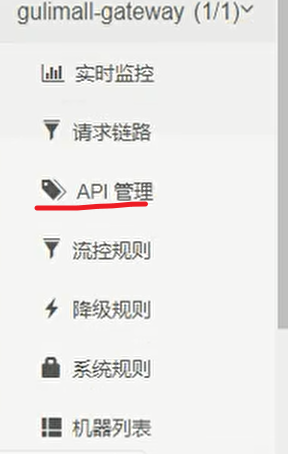 gulimall-gateway (1/1)
实时监控
请求链路
API 管理
流控规则
降级规则
系统规则
机器列表